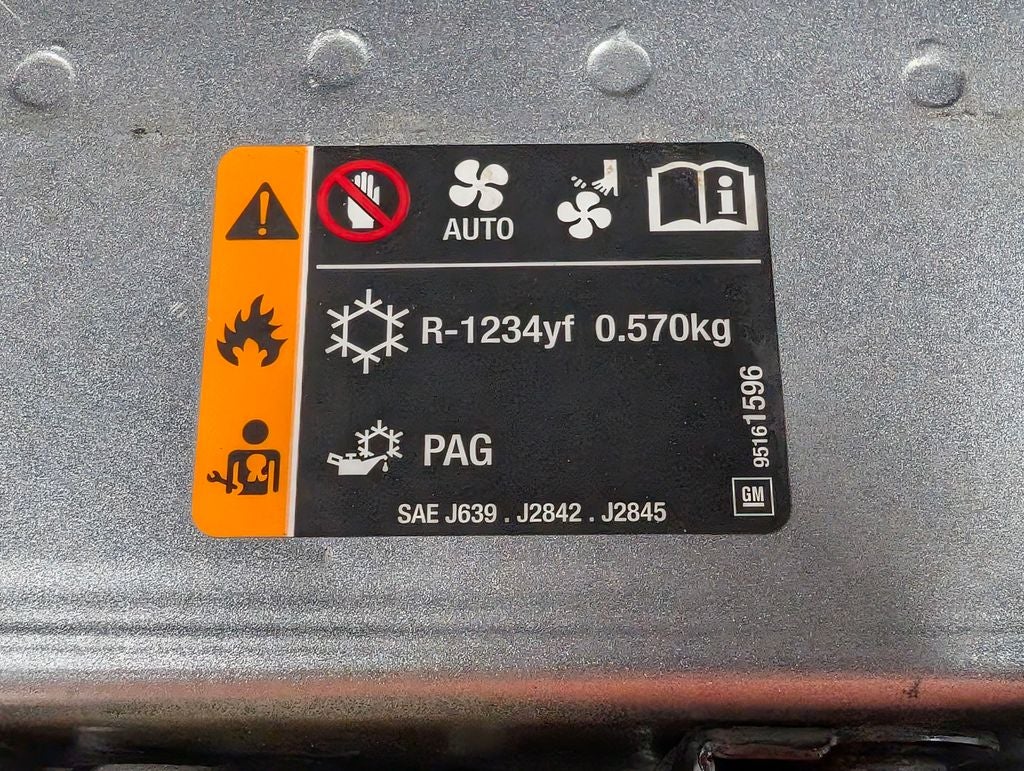 AUTO
i
R-1234yf 0.570kg
95161596
PAG
GM
SAE J639 . J2842 . J2845